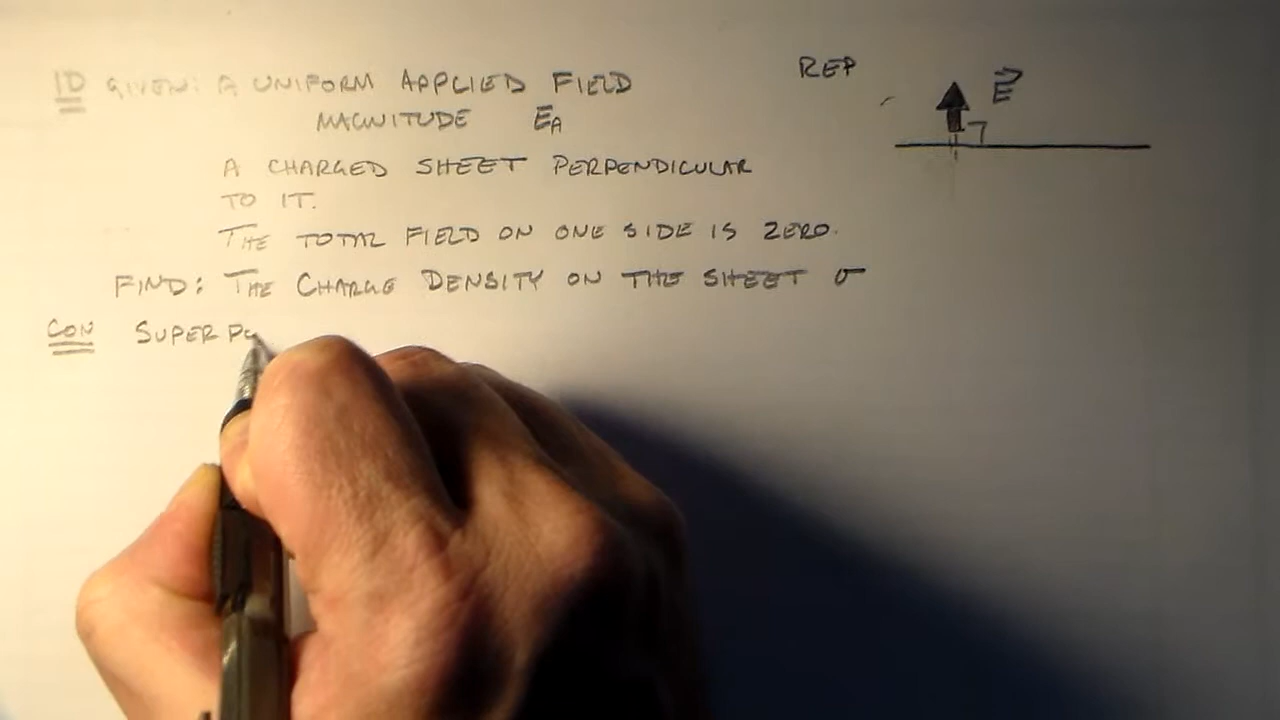 ID GIVEN: A UNIFORM APPLIED FIELD
MAGNITUDE EA
A CHARGED SHEET PERPENDICULAR
TO IT.
THE TOTAL FIELD ON ONE SIDE IS ZERO.
FIND: THE CHARGE DENSITY ON THE SHEET σ
CON SUPERPO
REP
E